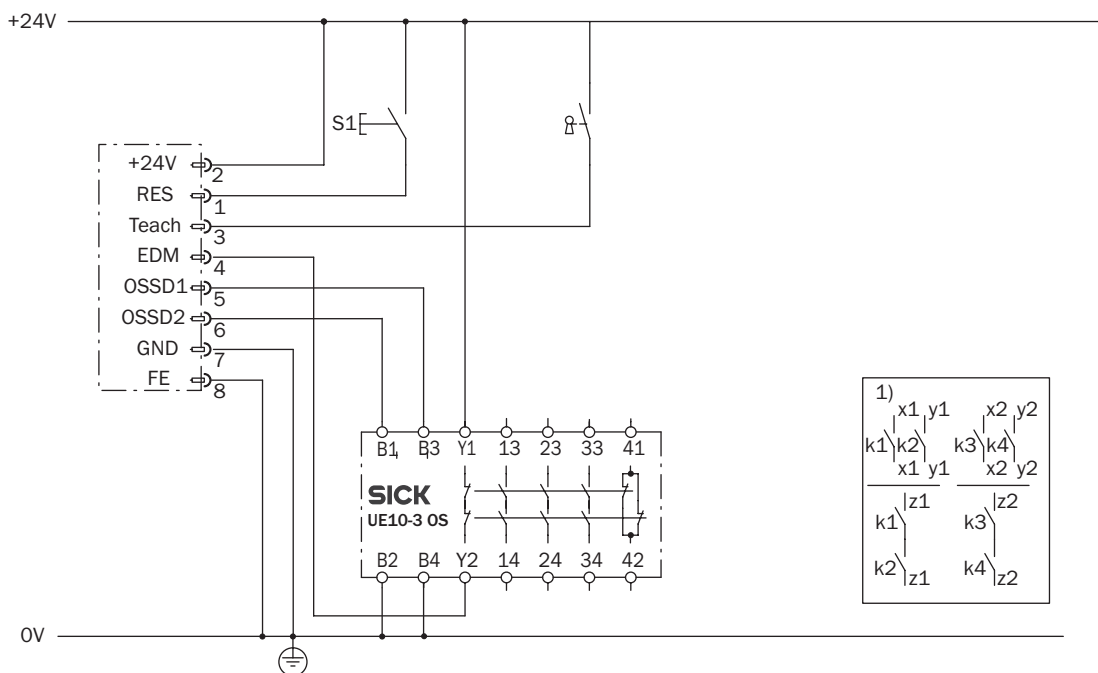 +24V
S1
+24V 2
RES 1
Teach 3
EDM 4
OSSD1 5
OSSD2 6
GND 7
FE 8
B1 B3 Y1 13 23 33 41
SICK
UE10-3 OS
B2 B4 Y2 14 24 34 42
0V
1)
x1 y1 x2 y2
k1 k2 k3 k4
x1 y1 x2 y2
z1 z2
k1 k3
k2 z1 k4 z2